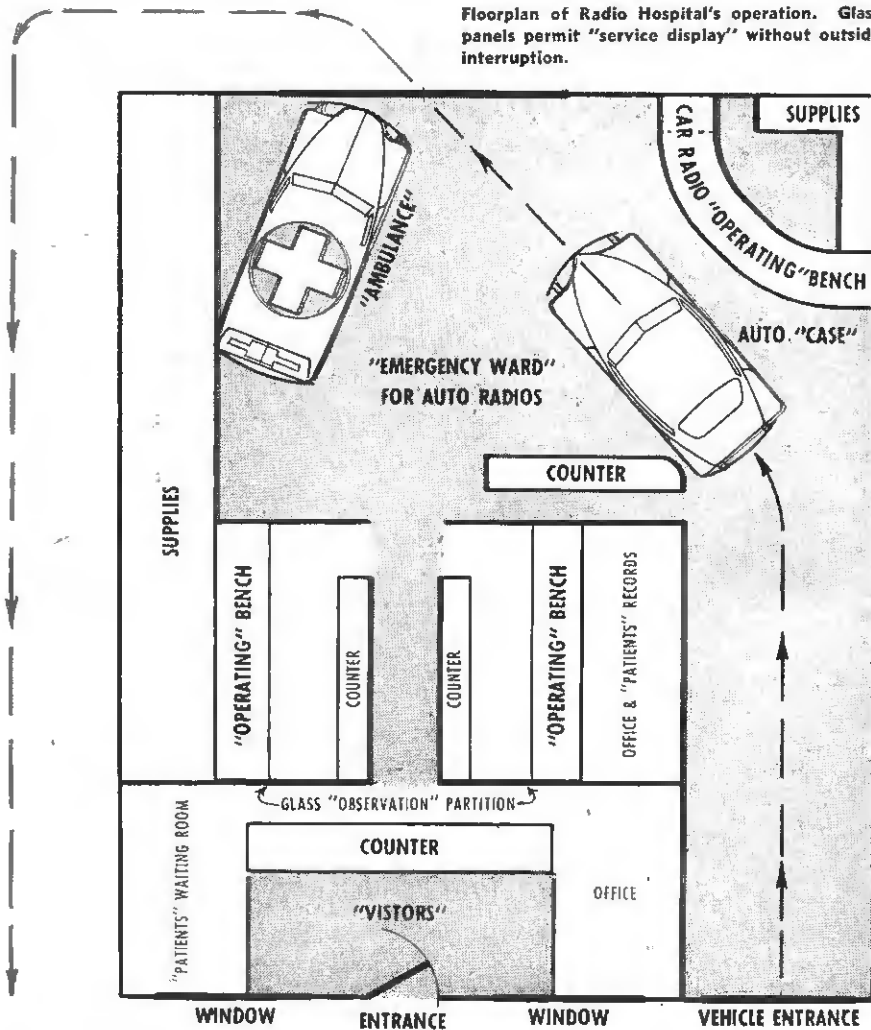 Floorplan of Radio Hospital's operation. Glas
panels permit "service display" without outsid
interruption.
SUPPLIES
CAR RADIO "OPERATING" BENCH
"AMBULANCE"
AUTO. "CASE"
"EMERGENCY WARD"
FOR AUTO RADIOS
COUNTER
SUPPLIES
"OPERATING" BENCH
COUNTER
COUNTER
"OPERATING" BENCH
OFFICE & "PATIENTS" RECORDS
GLASS "OBSERVATION" PARTITION
"PATIENTS" WAITING ROOM
COUNTER
OFFICE
"VISTORS"
WINDOW
ENTRANCE
WINDOW
VEHICLE ENTRANCE